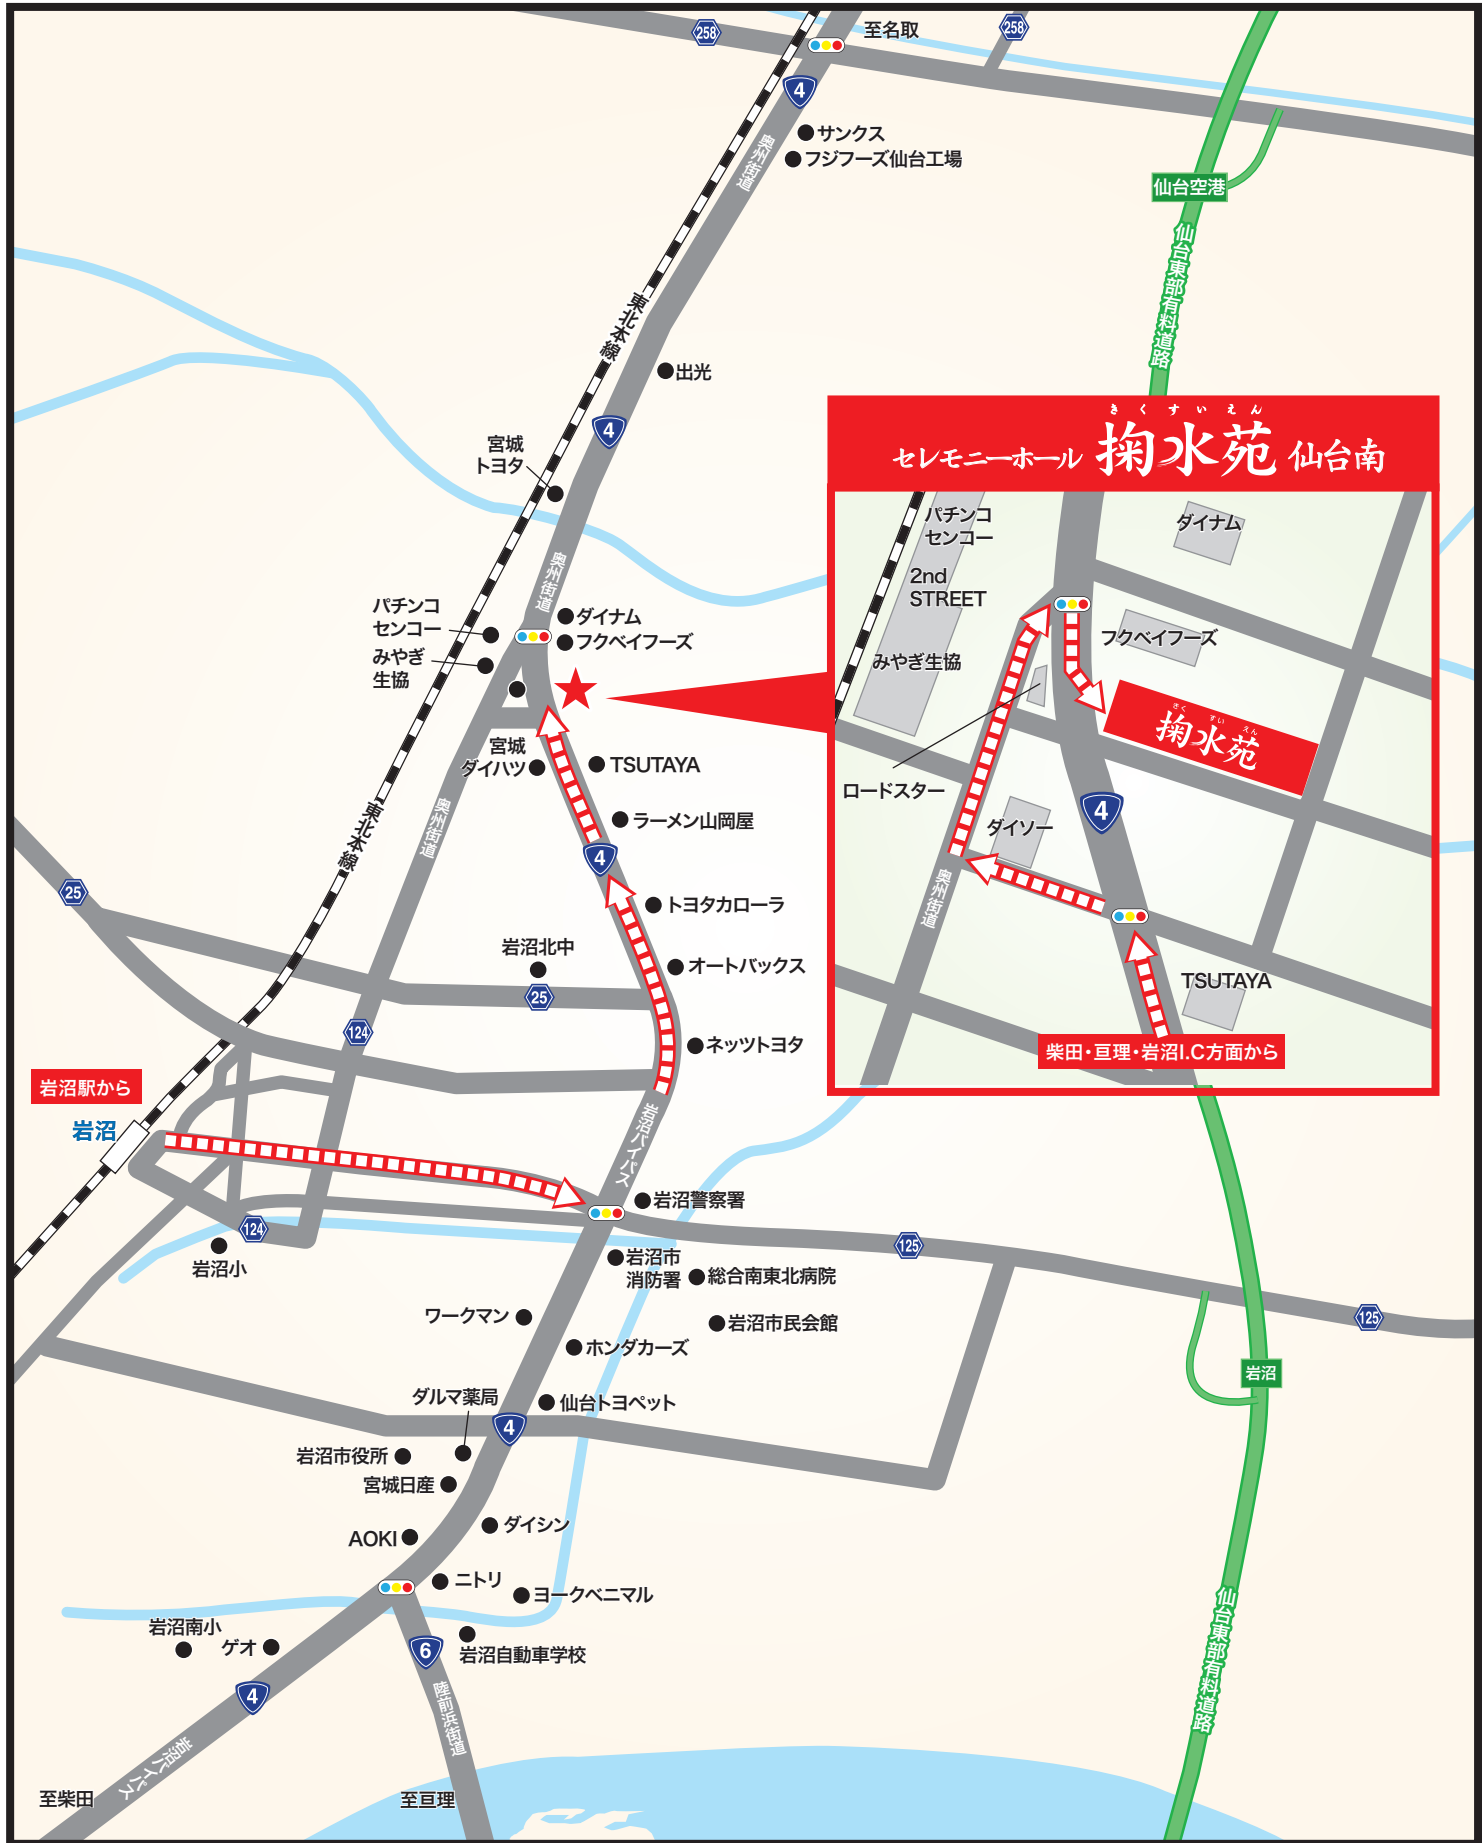 258
至名取
258
4
サンクス
フジフーズ仙台工場
奥州街道
仙台空港
仙台東部有料道路
東北本線
出光
4
宮城
トヨタ
奥州街道
パチンコ
センコー
ダイナム
フクベイフーズ
みやぎ
生協
宮城
ダイハツ
TSUTAYA
奥州街道
東北本線
ラーメン山岡屋
4
25
トヨタカローラ
岩沼北中
オートバックス
25
124
ネッツトヨタ
岩沼駅から
岩沼
岩沼バイパス
岩沼警察署
124
125
岩沼小
岩沼市
消防署
総合南東北病院
ワークマン
岩沼市民会館
125
ホンダカーズ
岩沼
ダルマ薬局
仙台トヨペット
4
岩沼市役所
宮城日産
AOKI
ダイシン
ニトリ
ヨークベニマル
岩沼南小
ゲオ
6
岩沼自動車学校
仙台東部有料道路
4
陸前浜街道
岩沼バイパス
至柴田
至亘理
きくすいえん
セレモニーホール 掬水苑 仙台南
パチンコ
センコー
ダイナム
2nd
STREET
フクベイフーズ
みやぎ生協
きく すい えん
掬水苑
ロードスター
4
ダイソー
奥州街道
TSUTAYA
柴田・亘理・岩沼I.C方面から